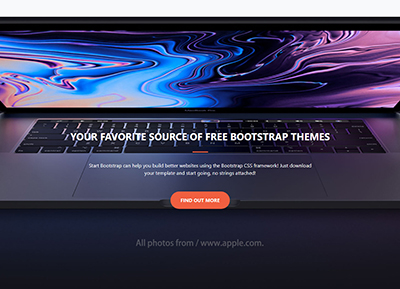 YOUR FAVORITE SOURCE OF FREE BOOTSTRAP THEMES
Start Bootstrap can help you build better websites using the Bootstrap CSS framework! Just download
your template and start going, no strings attached!
FIND OUT MORE
All photos from / www.apple.com.